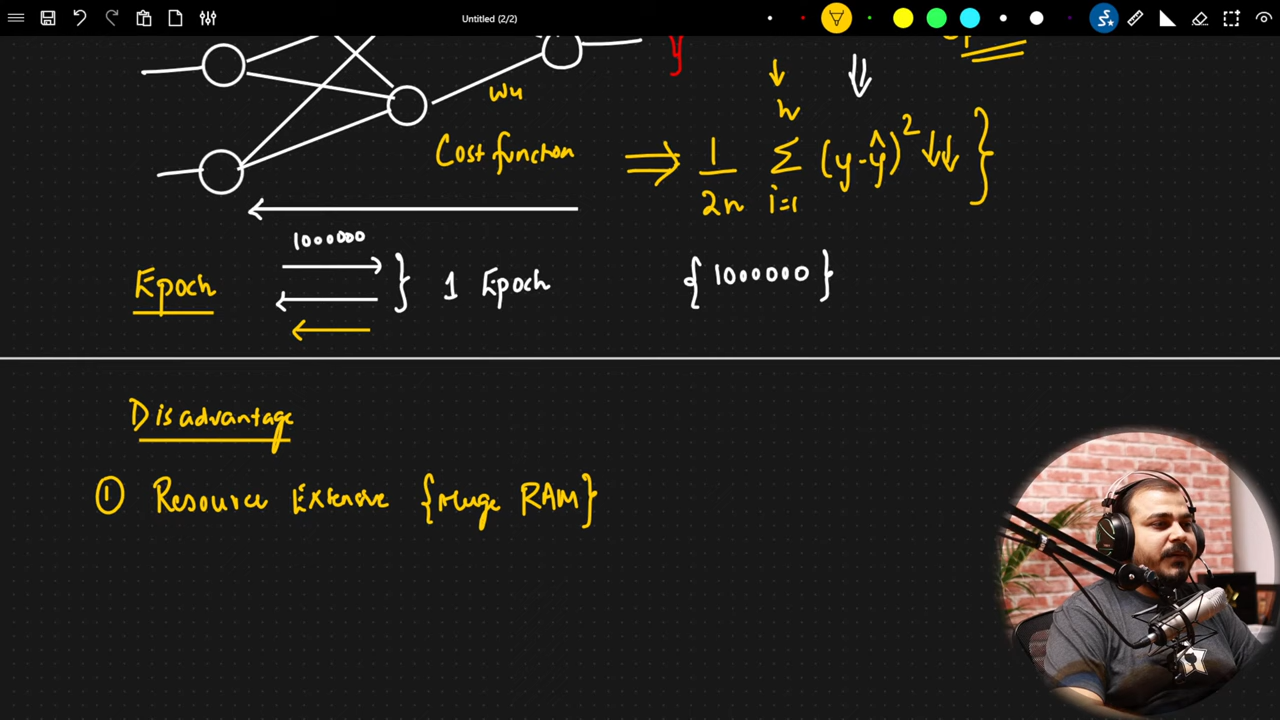 Untitled (2/2)
w4
Cost function ⇒ 1/2n n Σ i=1 (y-ŷ)² ↓↓ }
1000000
Epoch } 1 Epoch { 1000000 }
Disadvantage
① Resource Extensive {Huge RAM}